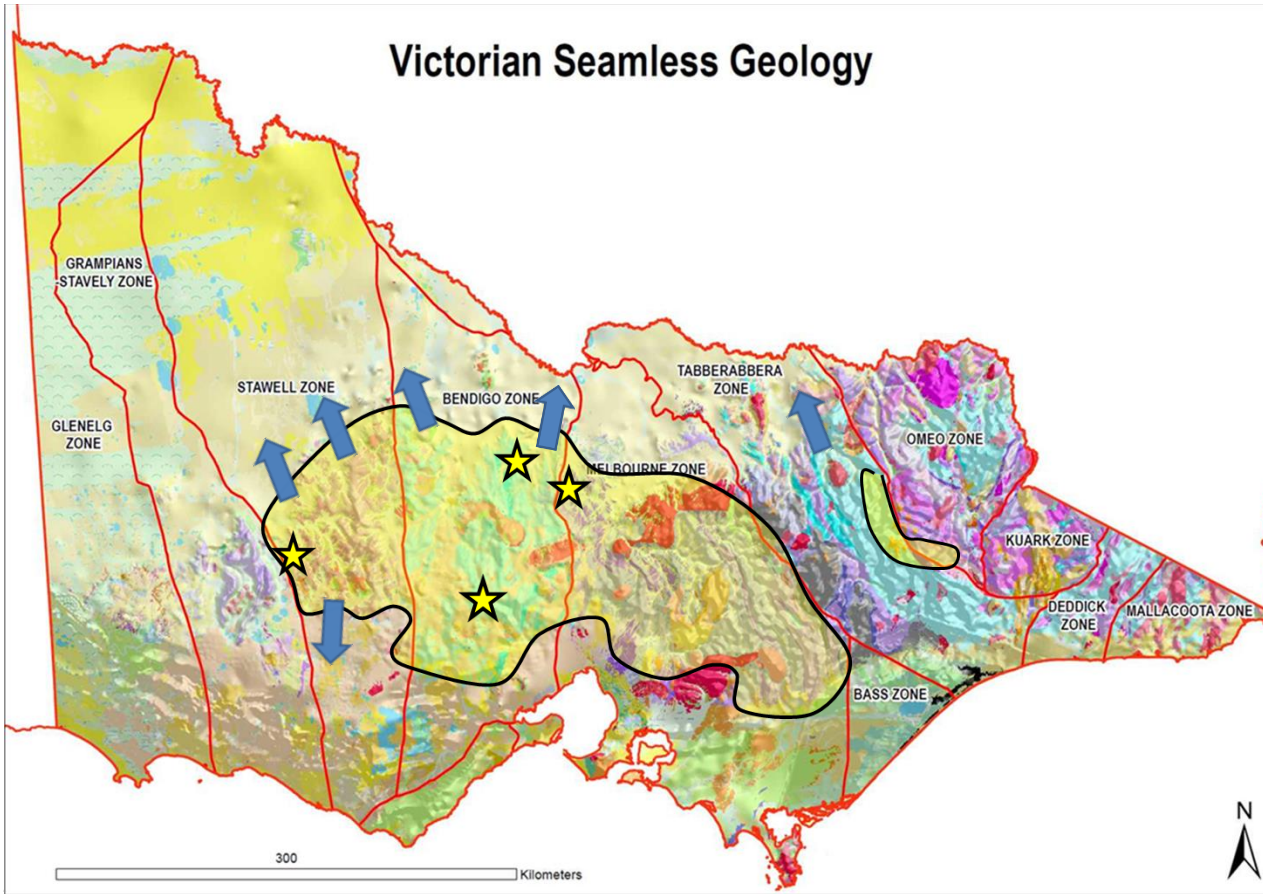 Victorian Seamless Geology
GRAMPIANS
-STAVELY ZONE
STAWELL ZONE
BENDIGO ZONE
TABBERABBERA
ZONE
GLENELG
ZONE
OMEO ZONE
MELBOURNE ZONE
KUARK ZONE
DEDDICK
ZONE
MALLACOOTA ZONE
BASS ZONE
N
300
Kilometers